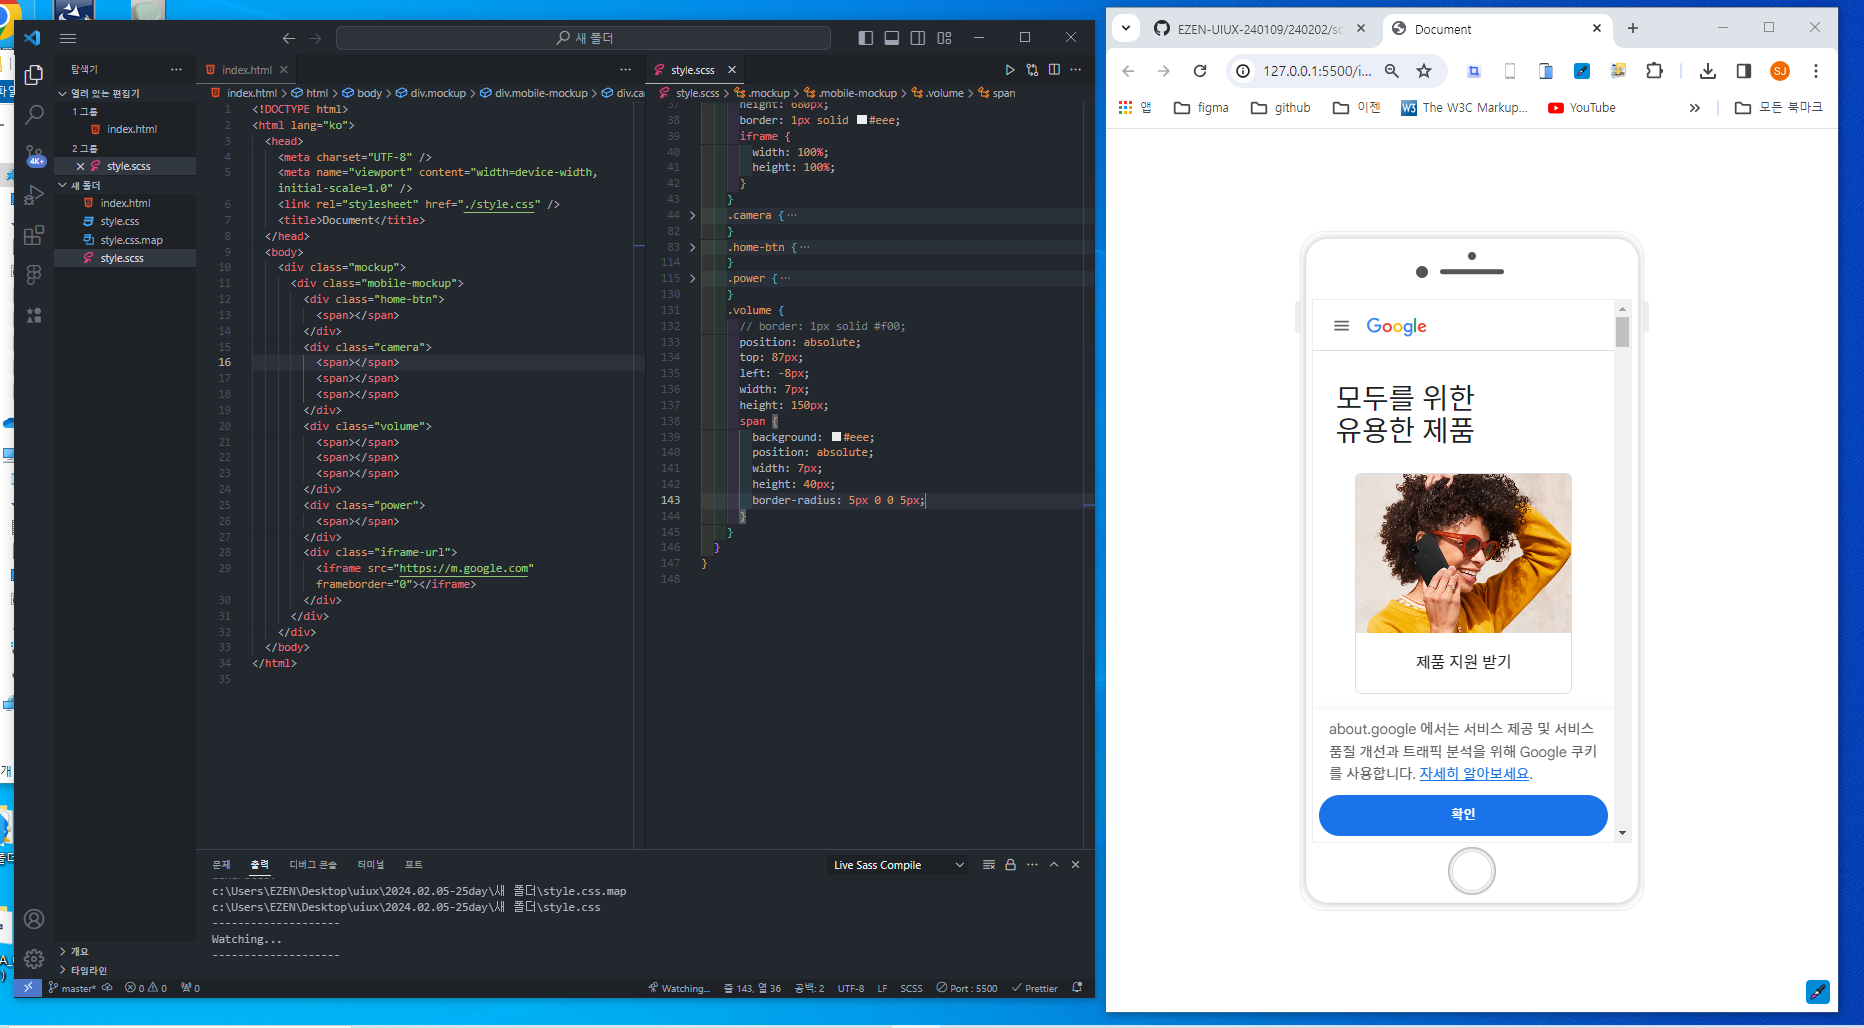 새 폴더
탐색기
index.html
style.scss
열려 있는 편집기
1 그룹
index.html
2 그룹
style.scss
새 폴더
index.html
style.css
style.css.map
style.scss
개요
타임라인
4K+
index.html > html > body > div.mockup > div.mobile-mockup > div.ca
1 <!DOCTYPE html>
2 <html lang="ko">
3 <head>
4 <meta charset="UTF-8" />
5 <meta name="viewport" content="width=device-width,
initial-scale=1.0" />
6 <link rel="stylesheet" href="./style.css" />
7 <title>Document</title>
8 </head>
9 <body>
10 <div class="mockup">
11 <div class="mobile-mockup">
12 <div class="home-btn">
13 <span></span>
14 </div>
15 <div class="camera">
16 <span></span>
17 <span></span>
18 <span></span>
19 </div>
20 <div class="volume">
21 <span></span>
22 <span></span>
23 <span></span>
24 </div>
25 <div class="power">
26 <span></span>
27 </div>
28 <div class="iframe-url">
29 <iframe src="https://m.google.com"
frameborder="0"></iframe>
30 </div>
31 </div>
32 </div>
33 </body>
34 </html>
35
style.scss > .mockup > .mobile-mockup > .volume > span
37 height: 680px;
38 border: 1px solid #eee;
39 iframe {
40 width: 100%;
41 height: 100%;
42 }
43 }
44 .camera {⋯
82 }
83 .home-btn {⋯
114 }
115 .power {⋯
130 }
131 .volume {
132 // border: 1px solid #f00;
133 position: absolute;
134 top: 87px;
135 left: -8px;
136 width: 7px;
137 height: 150px;
138 span {
139 background: #eee;
140 position: absolute;
141 width: 7px;
142 height: 40px;
143 border-radius: 5px 0 0 5px;
144 }
145 }
146 }
147 }
148
문제 출력 디버그 콘솔 터미널 포트
Live Sass Compile
c:\Users\EZEN\Desktop\uiux\2024.02.05-25day\새 폴더\style.css.map
c:\Users\EZEN\Desktop\uiux\2024.02.05-25day\새 폴더\style.css
--------------------
Watching...
--------------------
master* 0 0 0
Watching... 줄 143, 열 36 공백: 2 UTF-8 LF SCSS Port : 5500 Prettier
EZEN-UIUX-240109/240202/sc
Document
127.0.0.1:5500/i...
SJ
앱 figma github 이젠 The W3C Markup... YouTube » 모든 북마크
Google
모두를 위한
유용한 제품
제품 지원 받기
about.google 에서는 서비스 제공 및 서비스
품질 개선과 트래픽 분석을 위해 Google 쿠키
를 사용합니다. 자세히 알아보세요.
확인